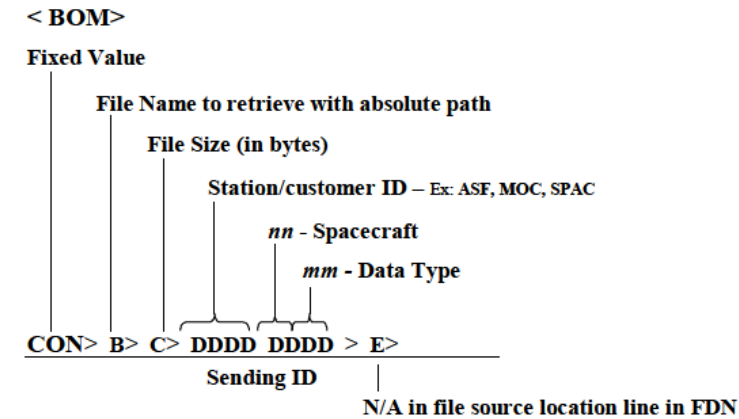 < BOM>
Fixed Value
File Name to retrieve with absolute path
File Size (in bytes)
Station/customer ID – Ex: ASF, MOC, SPAC
nn - Spacecraft
mm - Data Type
CON> B> C> DDDD DDDD > E>
Sending ID
N/A in file source location line in FDN